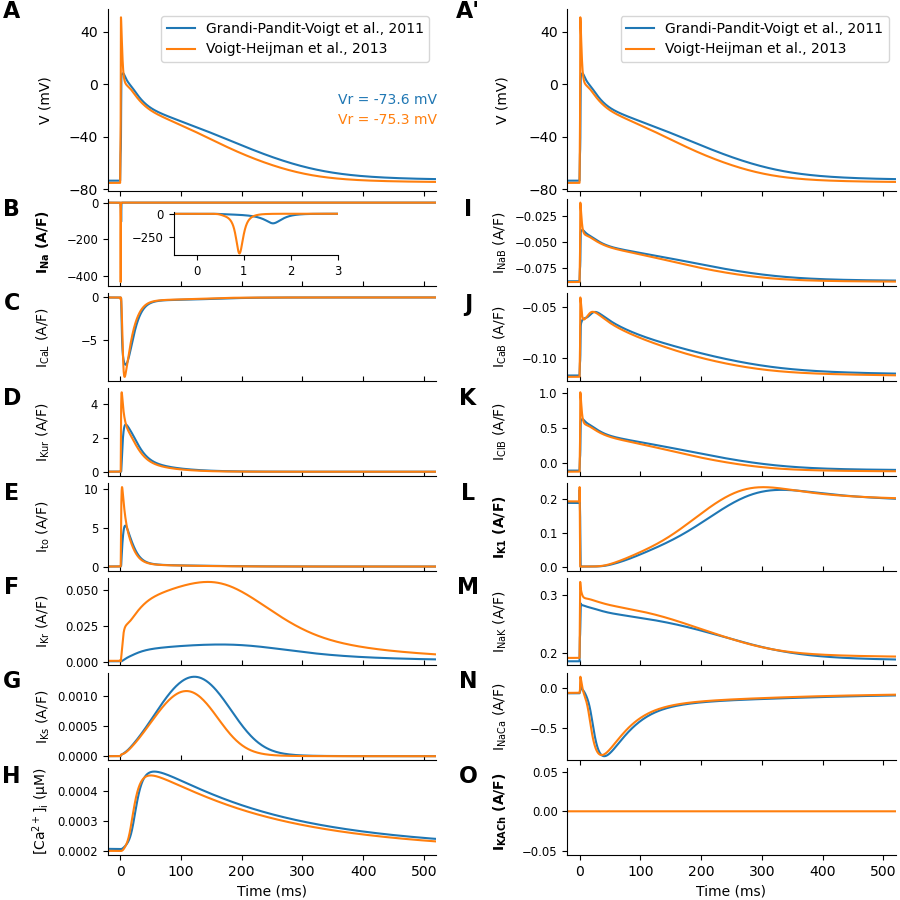 A
Grandi-Pandit-Voigt et al., 2011
Voigt-Heijman et al., 2013
V (mV)
40
0
−40
−80
Vr = -73.6 mV
Vr = -75.3 mV
A'
Grandi-Pandit-Voigt et al., 2011
Voigt-Heijman et al., 2013
V (mV)
40
0
−40
−80
B
I_Na (A/F)
0
−200
−400
0
−250
0 1 2 3
I
I_NaB (A/F)
−0.025
−0.050
−0.075
C
I_CaL (A/F)
0
−5
J
I_CaB (A/F)
−0.05
−0.10
D
I_Kur (A/F)
4
2
0
K
I_ClB (A/F)
1.0
0.5
0.0
E
I_to (A/F)
10
5
0
L
I_K1 (A/F)
0.2
0.1
0.0
F
I_Kr (A/F)
0.050
0.025
0.000
M
I_NaK (A/F)
0.3
0.2
G
I_Ks (A/F)
0.0010
0.0005
0.0000
N
I_NaCa (A/F)
0.0
−0.5
H
[Ca²⁺]_i (μM)
0.0004
0.0003
0.0002
0 100 200 300 400 500
Time (ms)
O
I_KACh (A/F)
0.05
0.00
−0.05
0 100 200 300 400 500
Time (ms)